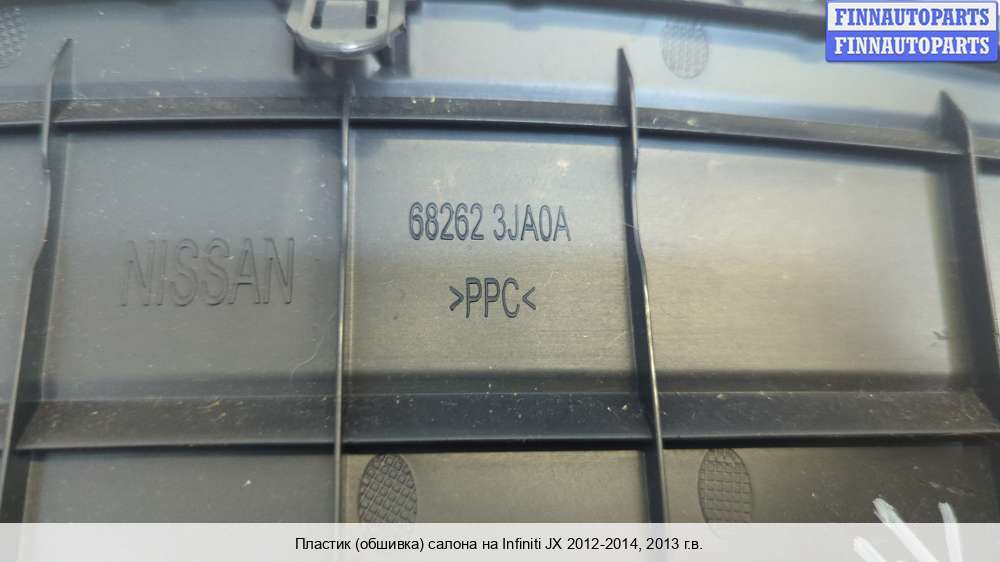 FINNAUTOPARTS
FINNAUTOPARTS
68262 3JA0A
NISSAN
>PPC<
Пластик (обшивка) салона на Infiniti JX 2012-2014, 2013 г.в.